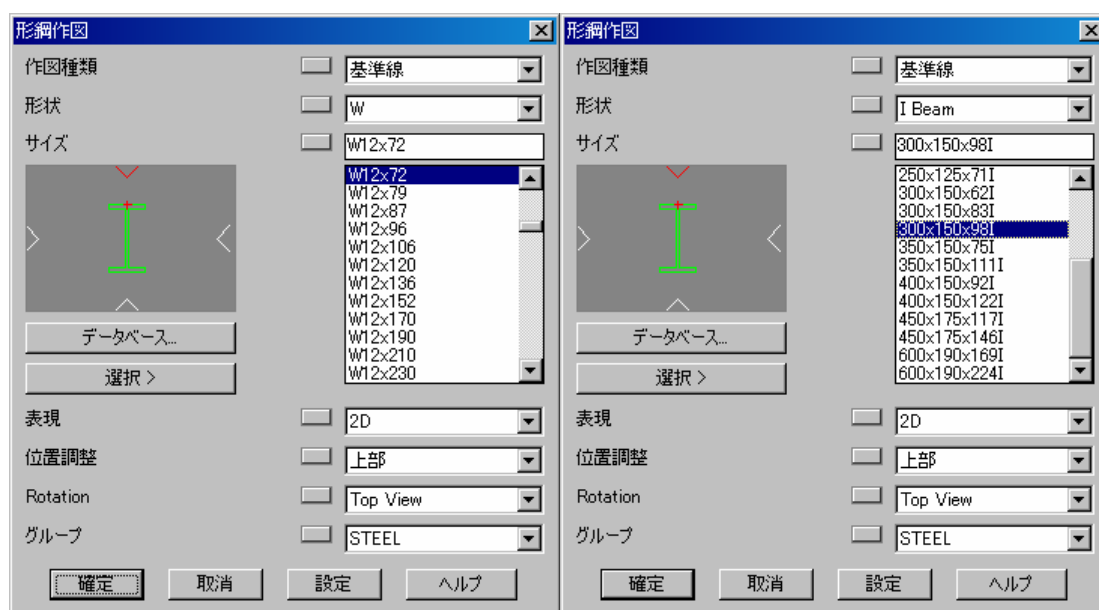 形鋼作図
作図種類
基準線
形状
W
サイズ
W12x72
W12x72
W12x79
W12x87
W12x96
W12x106
W12x120
W12x136
W12x152
W12x170
W12x190
W12x210
W12x230
データベース...
選択 >
表現
2D
位置調整
上部
Rotation
Top View
グループ
STEEL
確定
取消
設定
ヘルプ
形鋼作図
作図種類
基準線
形状
I Beam
サイズ
300x150x98I
250x125x71I
300x150x62I
300x150x83I
300x150x98I
350x150x75I
350x150x111I
400x150x92I
400x150x122I
450x175x117I
450x175x146I
600x190x169I
600x190x224I
データベース...
選択 >
表現
2D
位置調整
上部
Rotation
Top View
グループ
STEEL
確定
取消
設定
ヘルプ